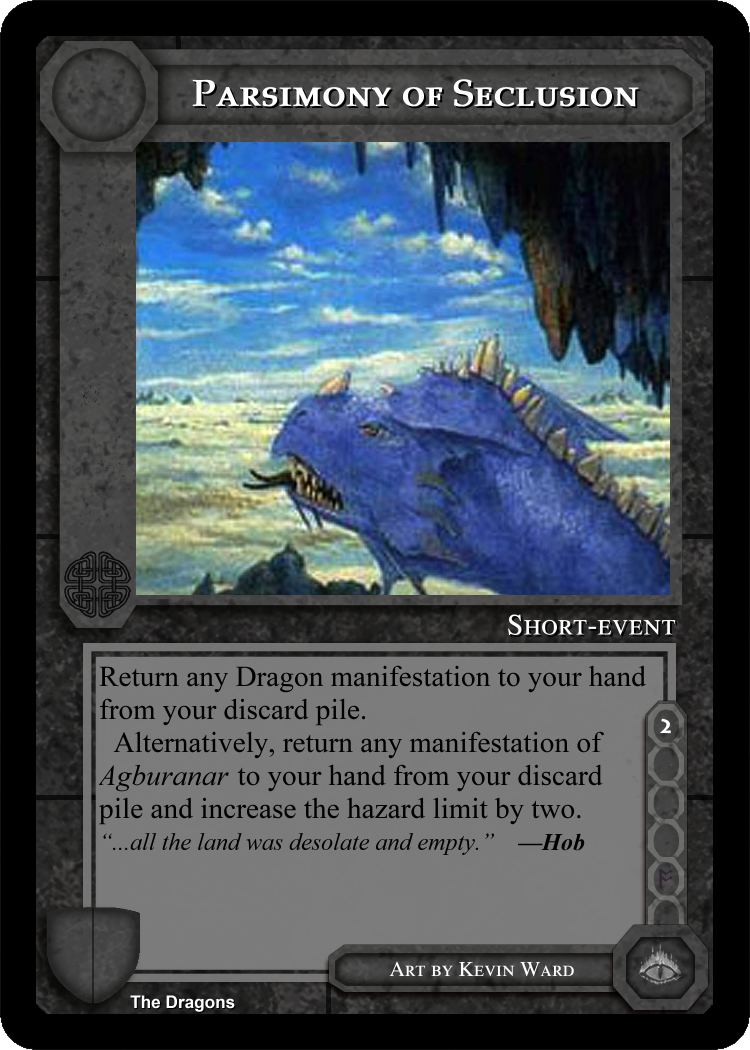 Parsimony of Seclusion
Short-event
Return any Dragon manifestation to your hand
from your discard pile.
Alternatively, return any manifestation of
Agburanar to your hand from your discard
pile and increase the hazard limit by two.
“...all the land was desolate and empty.” —Hob
2
Art by Kevin Ward
The Dragons